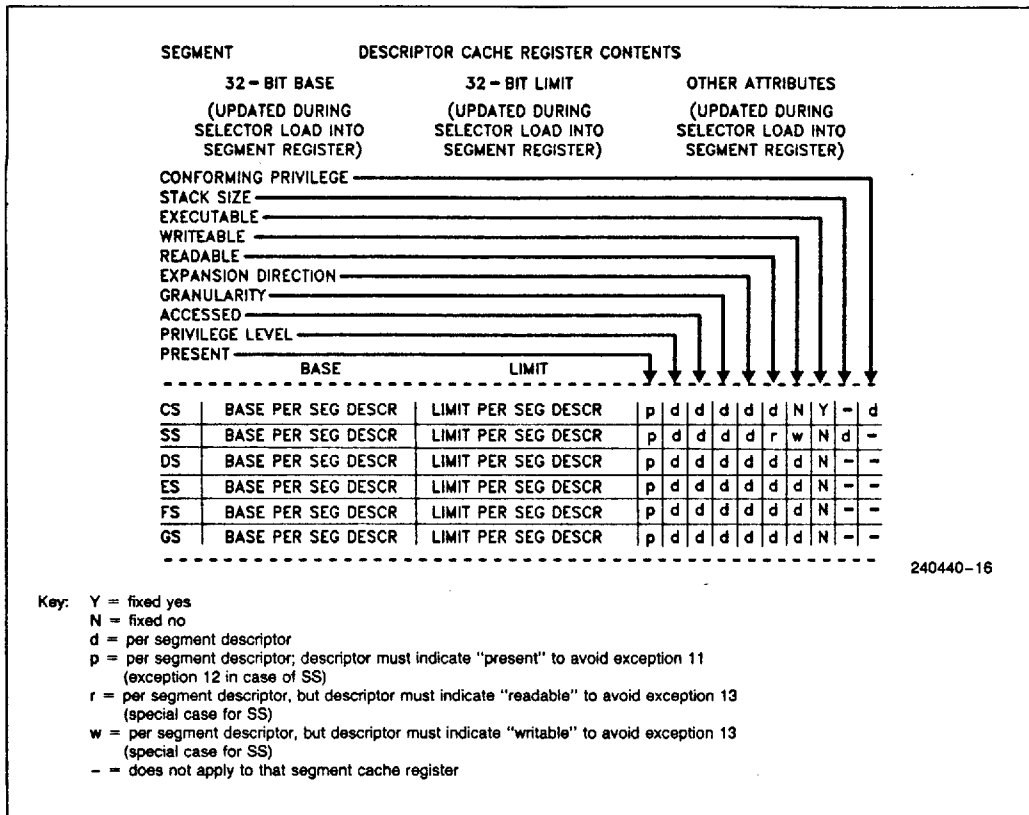 SEGMENT DESCRIPTOR CACHE REGISTER CONTENTS
32 – BIT BASE 32 – BIT LIMIT OTHER ATTRIBUTES
(UPDATED DURING (UPDATED DURING (UPDATED DURING
SELECTOR LOAD INTO SELECTOR LOAD INTO SELECTOR LOAD INTO
SEGMENT REGISTER) SEGMENT REGISTER) SEGMENT REGISTER)
CONFORMING PRIVILEGE
STACK SIZE
EXECUTABLE
WRITEABLE
READABLE
EXPANSION DIRECTION
GRANULARITY
ACCESSED
PRIVILEGE LEVEL
PRESENT
BASE LIMIT
CS BASE PER SEG DESCR LIMIT PER SEG DESCR p d d d d d N Y – d
SS BASE PER SEG DESCR LIMIT PER SEG DESCR p d d d d r w N d –
DS BASE PER SEG DESCR LIMIT PER SEG DESCR p d d d d d d N – –
ES BASE PER SEG DESCR LIMIT PER SEG DESCR p d d d d d d N – –
FS BASE PER SEG DESCR LIMIT PER SEG DESCR p d d d d d d N – –
GS BASE PER SEG DESCR LIMIT PER SEG DESCR p d d d d d d N – –
240440–16
Key: Y = fixed yes
N = fixed no
d = per segment descriptor
p = per segment descriptor; descriptor must indicate "present" to avoid exception 11
(exception 12 in case of SS)
r = per segment descriptor, but descriptor must indicate "readable" to avoid exception 13
(special case for SS)
w = per segment descriptor, but descriptor must indicate "writable" to avoid exception 13
(special case for SS)
– = does not apply to that segment cache register